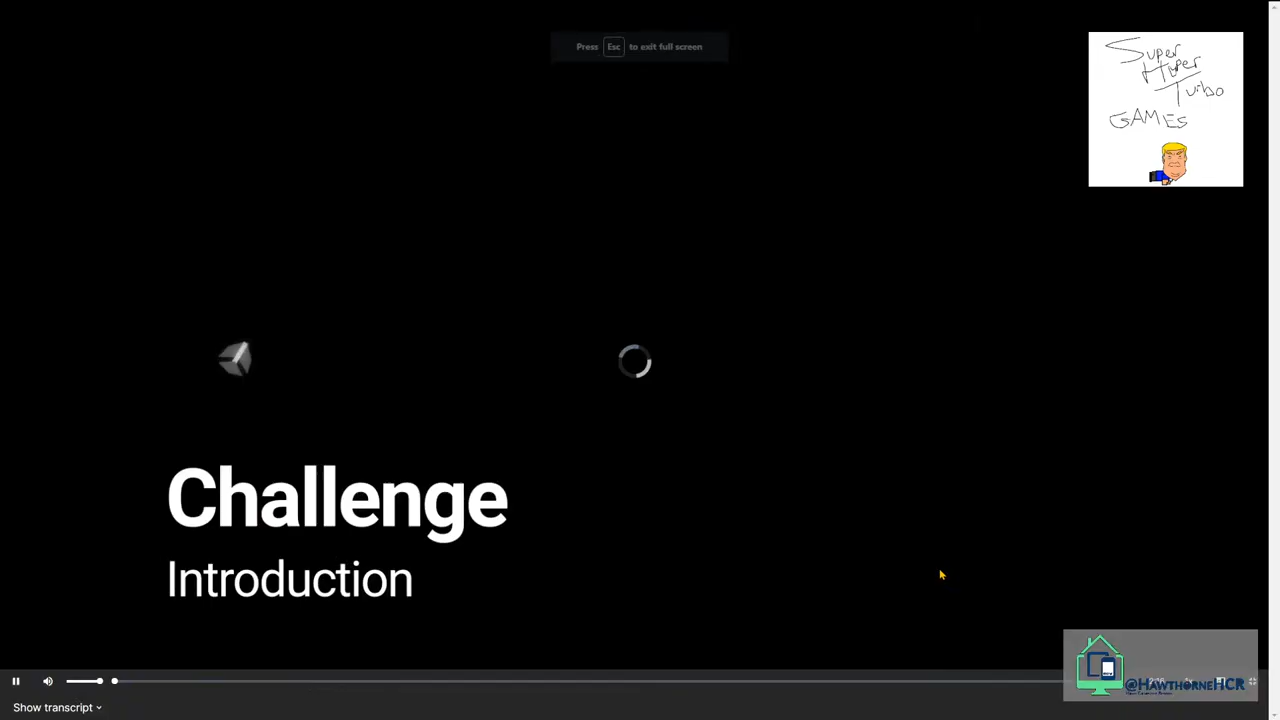 Press Esc to exit full screen
Super
Hyper
Turbo
GAMES
Challenge
Introduction
@HAWTHORNEHCR
Show transcript